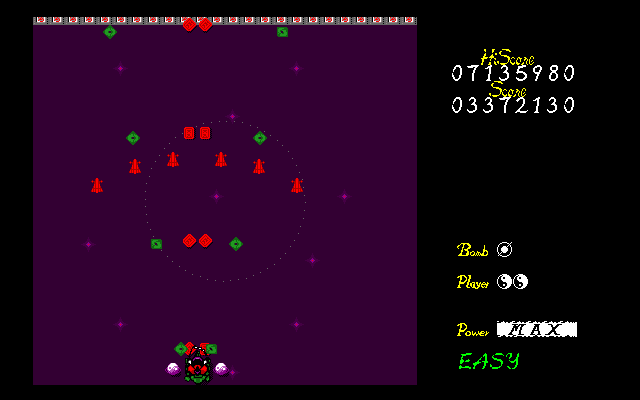 HiScore
07135980
Score
03372130
Bomb
Player
Power MAX
EASY